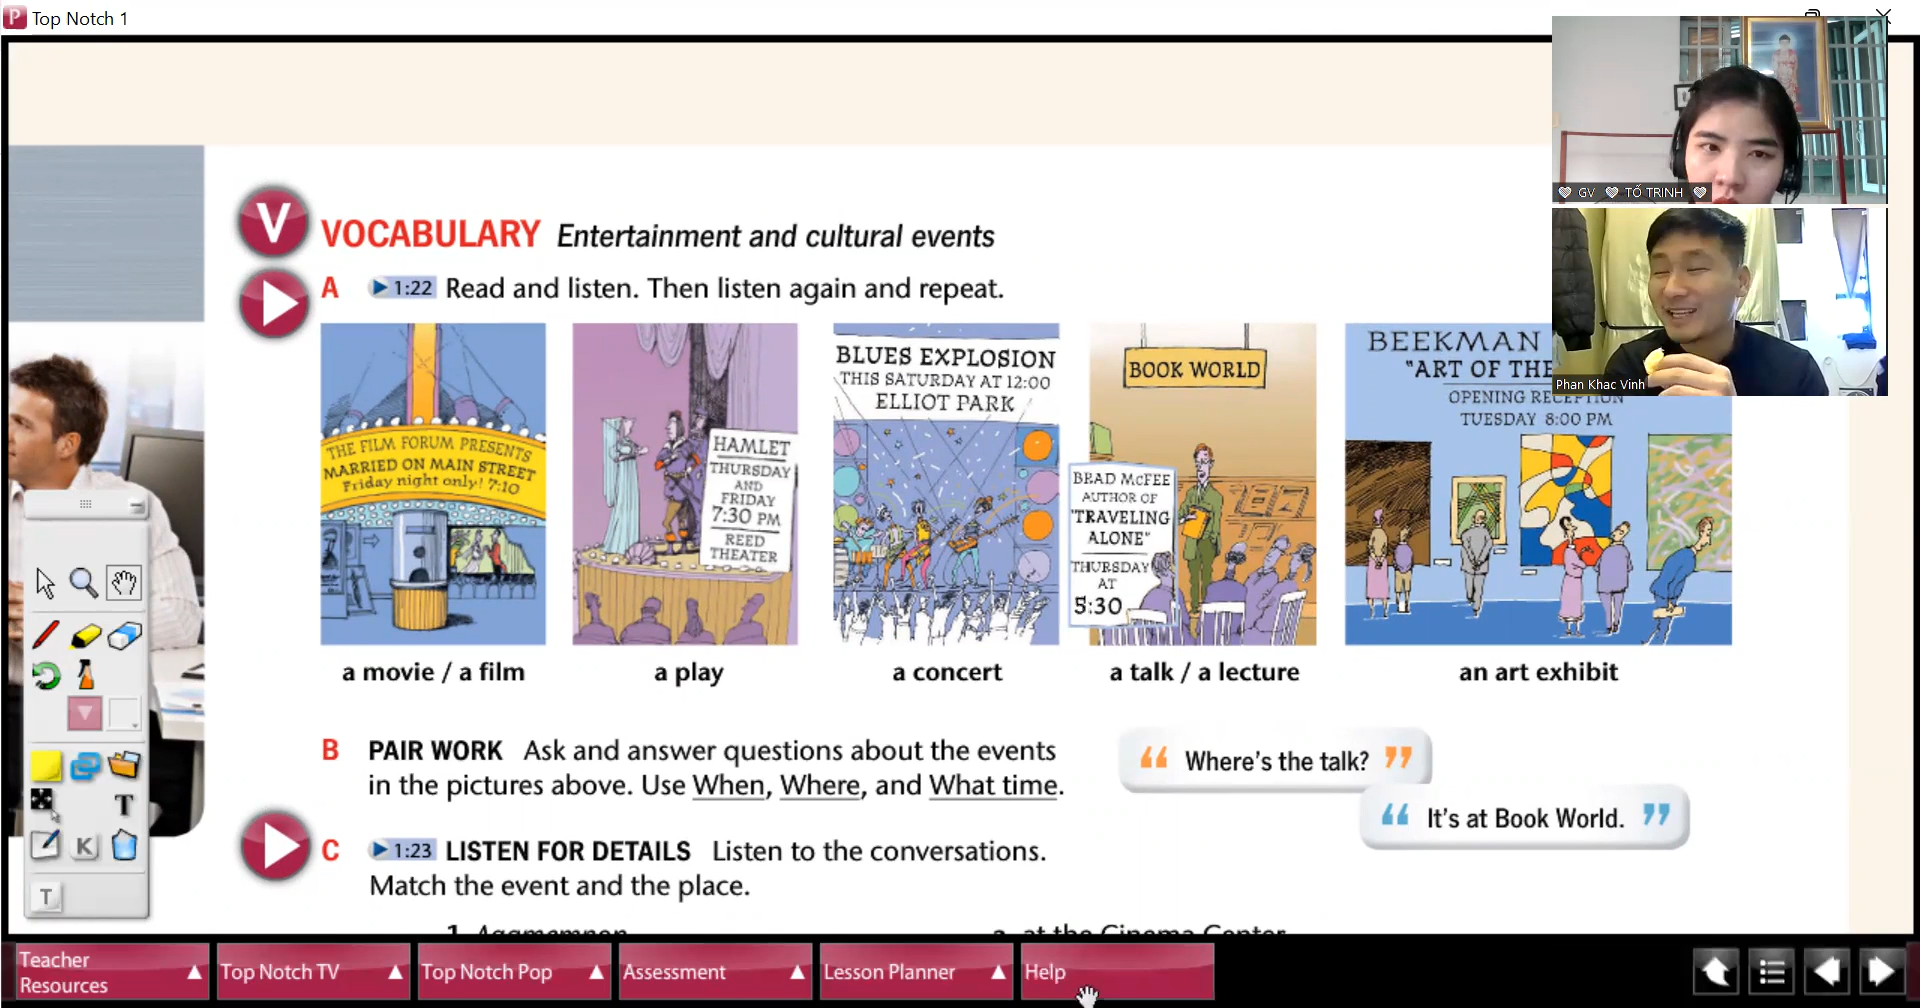 Top Notch 1
GV TỐ TRINH
Phan Khac Vinh
V
VOCABULARY Entertainment and cultural events
A 1:22 Read and listen. Then listen again and repeat.
THE FILM FORUM PRESENTS
MARRIED ON MAIN STREET
Friday night only! 7:10
HAMLET
THURSDAY
AND
FRIDAY
7:30 PM
REED
THEATER
BLUES EXPLOSION
THIS SATURDAY AT 12:00
ELLIOT PARK
BOOK WORLD
BRAD McFEE
AUTHOR OF
"TRAVELING
ALONE"
THURSDAY
AT
5:30
BEEKMAN
"ART OF THE
OPENING RECEPTION
TUESDAY 8:00 PM
a movie / a film
a play
a concert
a talk / a lecture
an art exhibit
B PAIR WORK Ask and answer questions about the events
in the pictures above. Use When, Where, and What time.
“ Where's the talk? ”
“ It's at Book World. ”
C 1:23 LISTEN FOR DETAILS Listen to the conversations.
Match the event and the place.
T
K
T
Teacher
Resources
Top Notch TV
Top Notch Pop
Assessment
Lesson Planner
Help